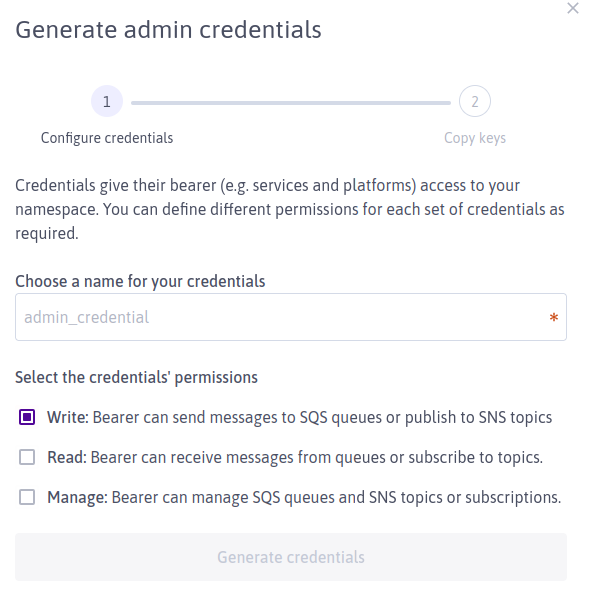 Generate admin credentials
1
2
Configure credentials
Copy keys
Credentials give their bearer (e.g. services and platforms) access to your
namespace. You can define different permissions for each set of credentials as
required.
Choose a name for your credentials
admin_credential *
Select the credentials' permissions
Write: Bearer can send messages to SQS queues or publish to SNS topics
Read: Bearer can receive messages from queues or subscribe to topics.
Manage: Bearer can manage SQS queues and SNS topics or subscriptions.
Generate credentials